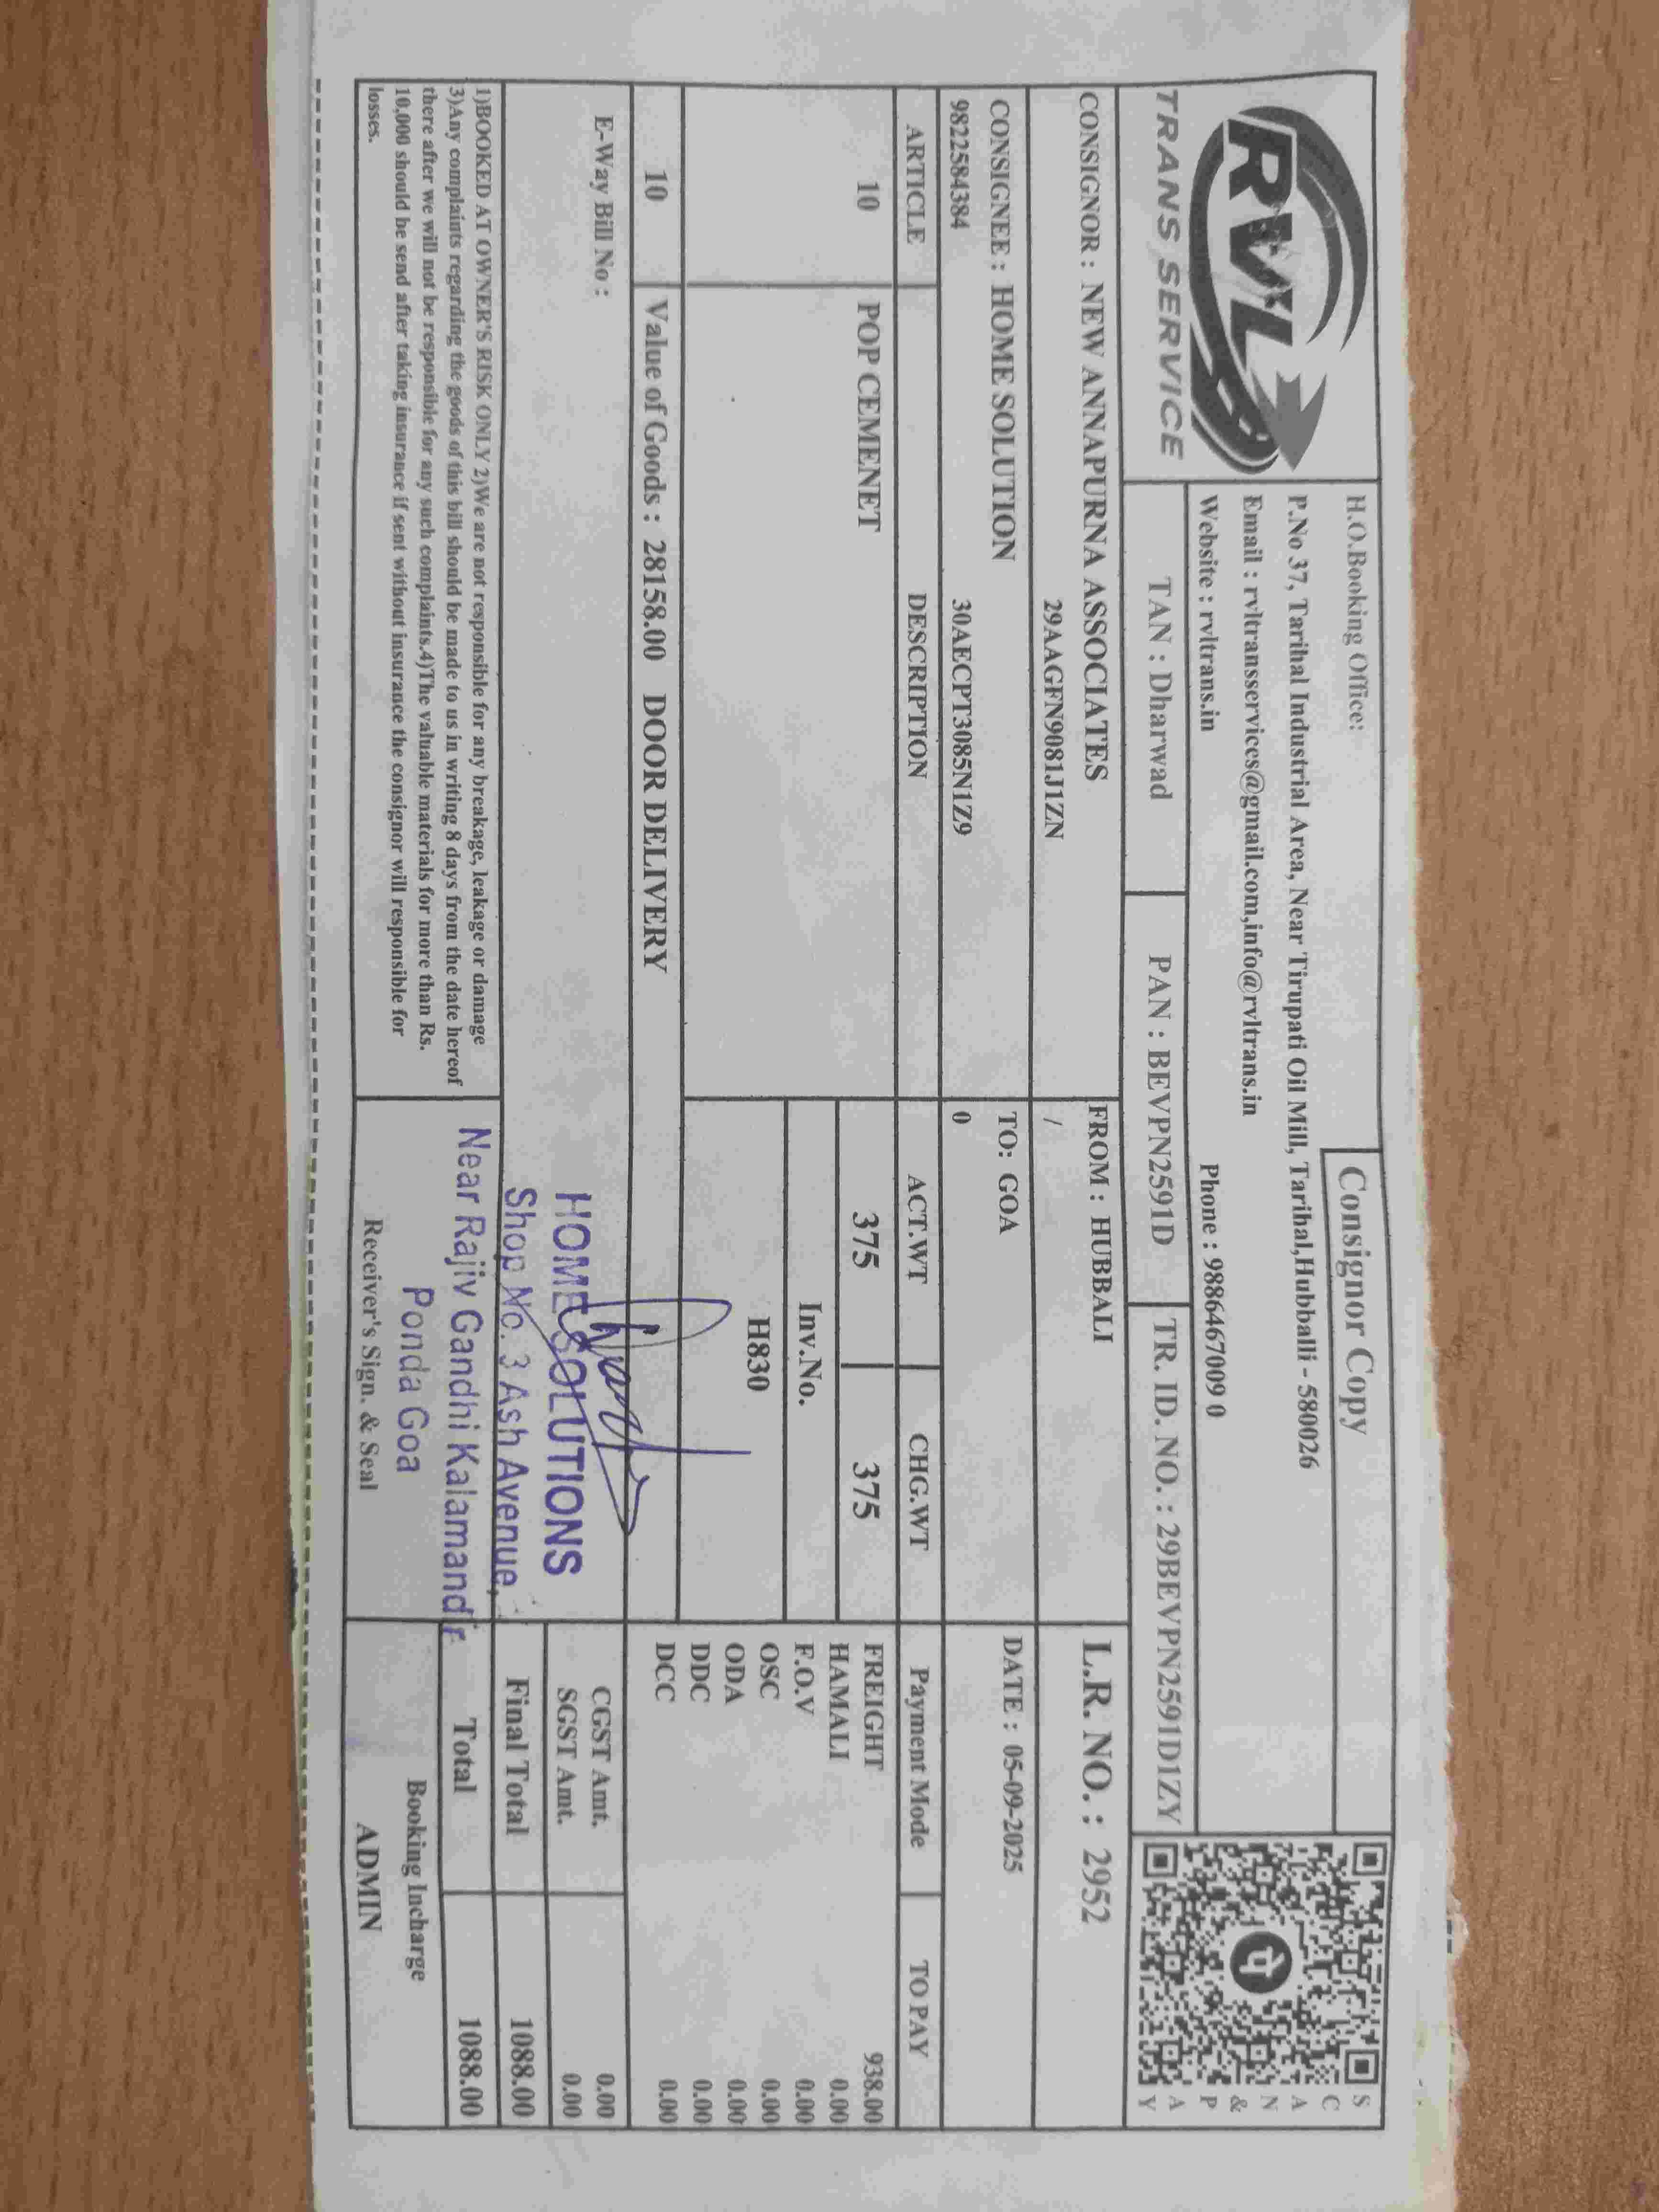 RVL
TRANS SERVICE
H.O.Booking Office:
Consignor Copy
P.No 37, Tarihal Industrial Area, Near Tirupati Oil Mill, Tarihal,Hubballi - 580026
Email : rvltransservices@gmail.com,info@rvltrans.in
Website : rvltrans.in Phone : 9886467009 0
SCAN & PAY
TAN : Dharwad PAN : BEVPN2591D TR. ID. NO. : 29BEVPN2591D1ZY
CONSIGNOR : NEW ANNAPURNA ASSOCIATES FROM : HUBBALI L.R. NO. : 2952
29AAGFN9081J1ZN /
CONSIGNEE : HOME SOLUTION TO: GOA DATE : 05-09-2025
9822584384 30AECPT3085N1Z9 0
ARTICLE DESCRIPTION ACT.WT CHG.WT Payment Mode TO PAY
10 POP CEMENET 375 375 FREIGHT 938.00
HAMALI 0.00
Inv.No. F.O.V 0.00
H830 OSC 0.00
ODA 0.00
DDC 0.00
10 Value of Goods : 28158.00 DOOR DELIVERY DCC 0.00
E-Way Bill No : CGST Amt. 0.00
SGST Amt. 0.00
HOME SOLUTIONS
Shop No. 3 Ash Avenue,
Near Rajiv Gandhi Kalamandir
Ponda Goa
Final Total 1088.00
Total 1088.00
1)BOOKED AT OWNER'S RISK ONLY 2)We are not responsible for any breakage, leakage or damage
3)Any complaints regarding the goods of this bill should be made to us in writing 8 days from the date hereof
there after we will not be responsible for any such complaints.4)The valuable materials for more than Rs.
10,000 should be send after taking insurance if sent without insurance the consignor will responsible for
loses.
Receiver's Sign. & Seal
Booking Incharge
ADMIN